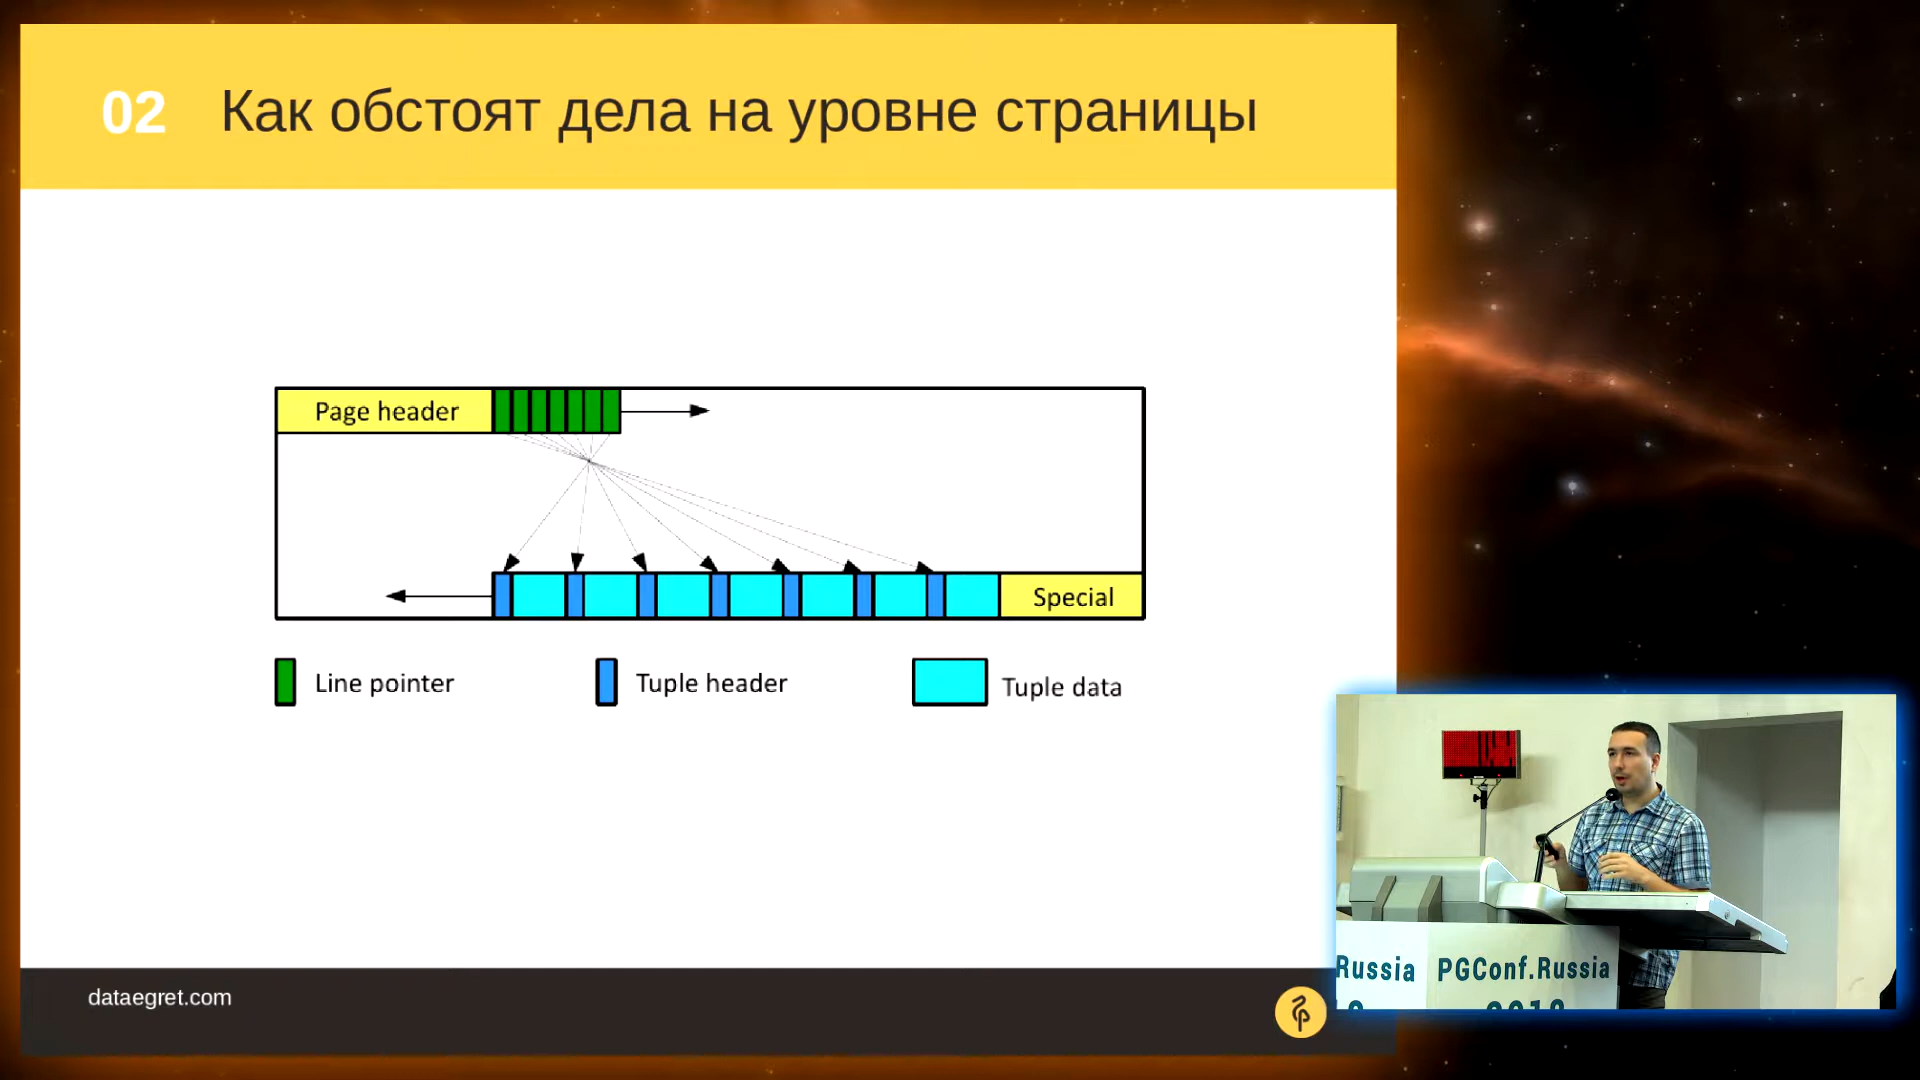 02 Как обстоят дела на уровне страницы
Page header
Special
Line pointer
Tuple header
Tuple data
dataegret.com
Russia PGConf.Russia